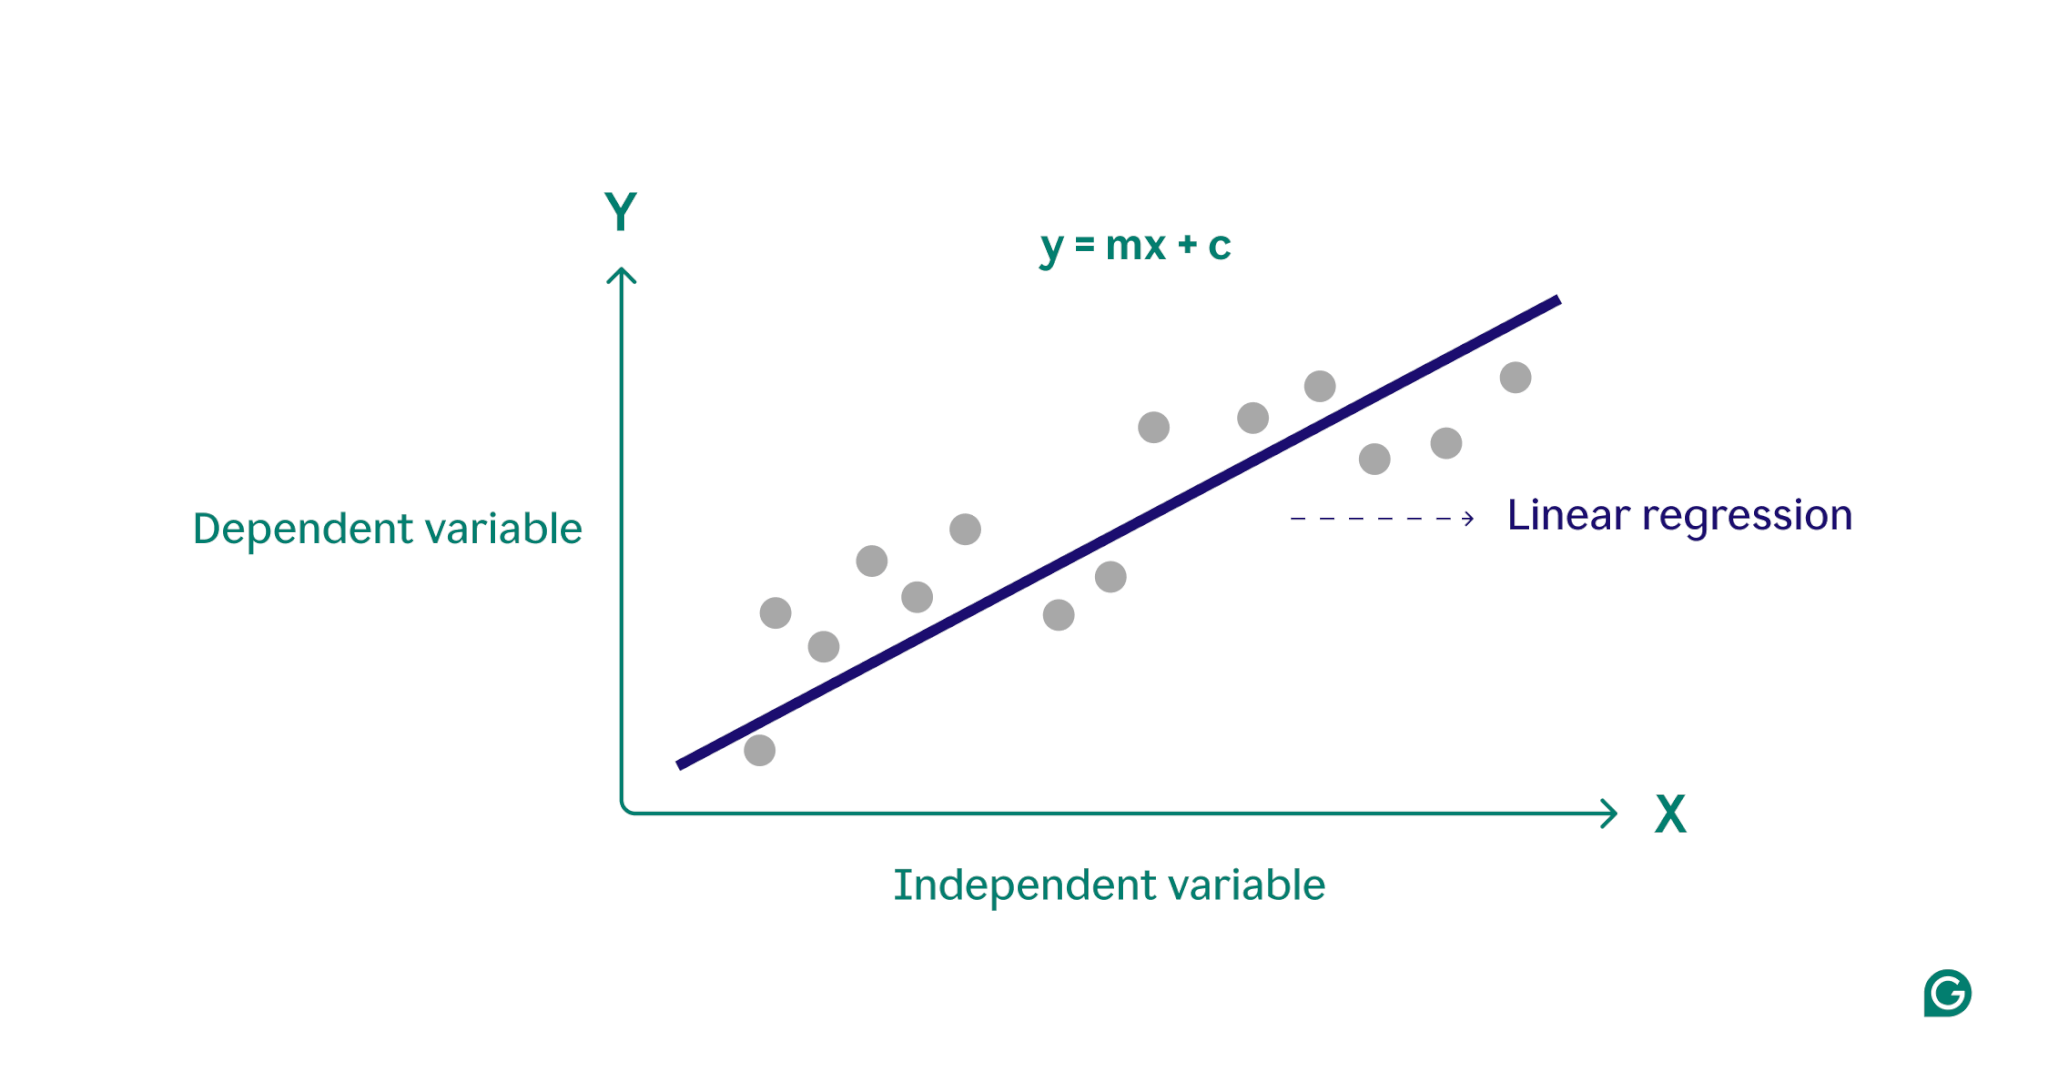 Y
y = mx + c
Dependent variable
Linear regression
X
Independent variable
G